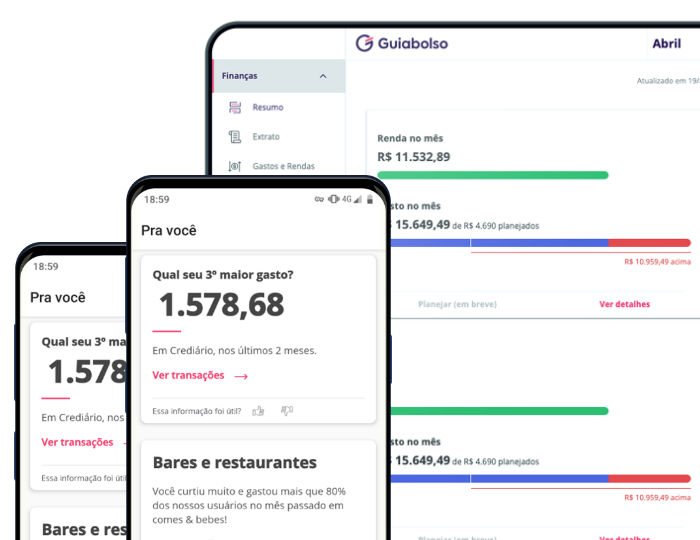 Guiabolso
Abril
Finanças
Atualizado em 19/
Resumo
Extrato
Gastos e Rendas
Renda no mês
R$ 11.532,89
sto no mês
15.649,49 de R$ 4.690 planejados
R$ 10.959,49 acima
Planejar (em breve)
Ver detalhes
sto no mês
15.649,49 de R$ 4.690 planejados
R$ 10.959,49 acima
Planejar (em breve)
Ver detalhes
18:59
4G
Pra você
Qual seu 3º maior gasto?
1.578,68
Em Crediário, nos últimos 2 meses.
Ver transações →
Essa informação foi útil?
Bares e restaurantes
Você curtiu muito e gastou mais que 80%
dos nossos usuários no mês passado em
comes & bebes!
18:59
Pra você
Qual seu 3º ma
1.578
Em Crediário, nos
Ver transações
Essa informação foi útil
Bares e res